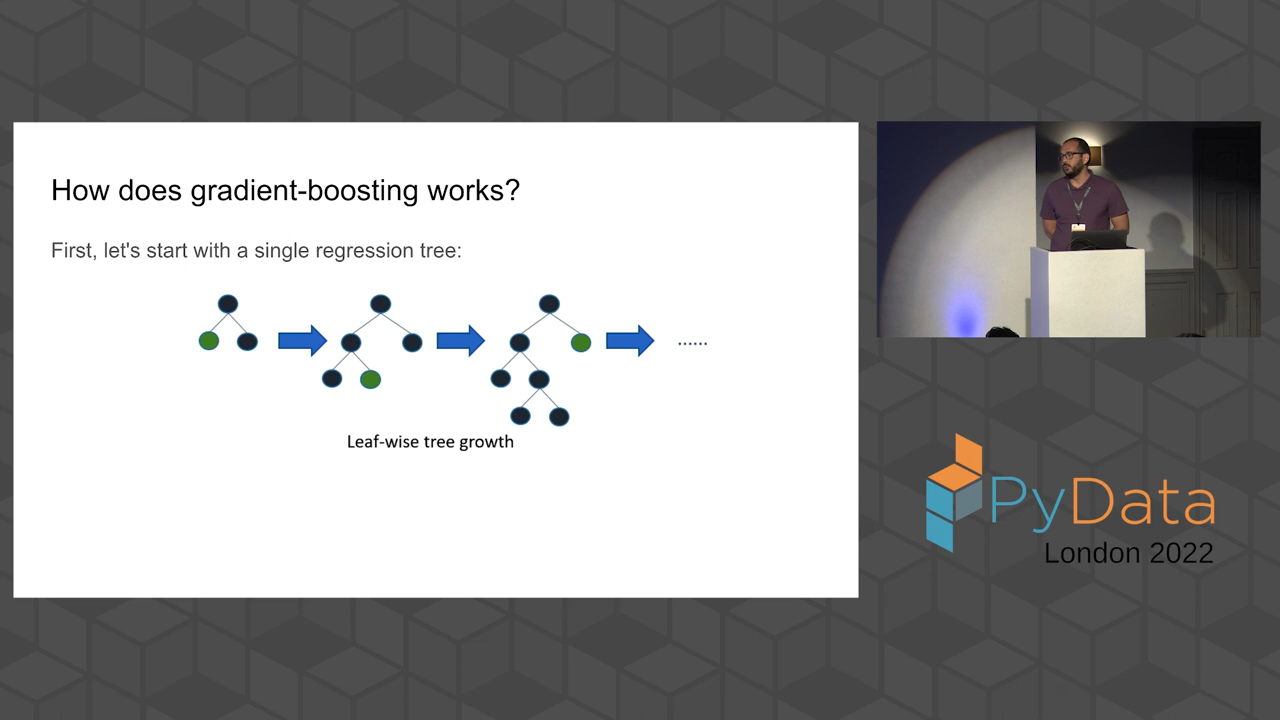 How does gradient-boosting works?
First, let's start with a single regression tree:
......
Leaf-wise tree growth
PyData
London 2022